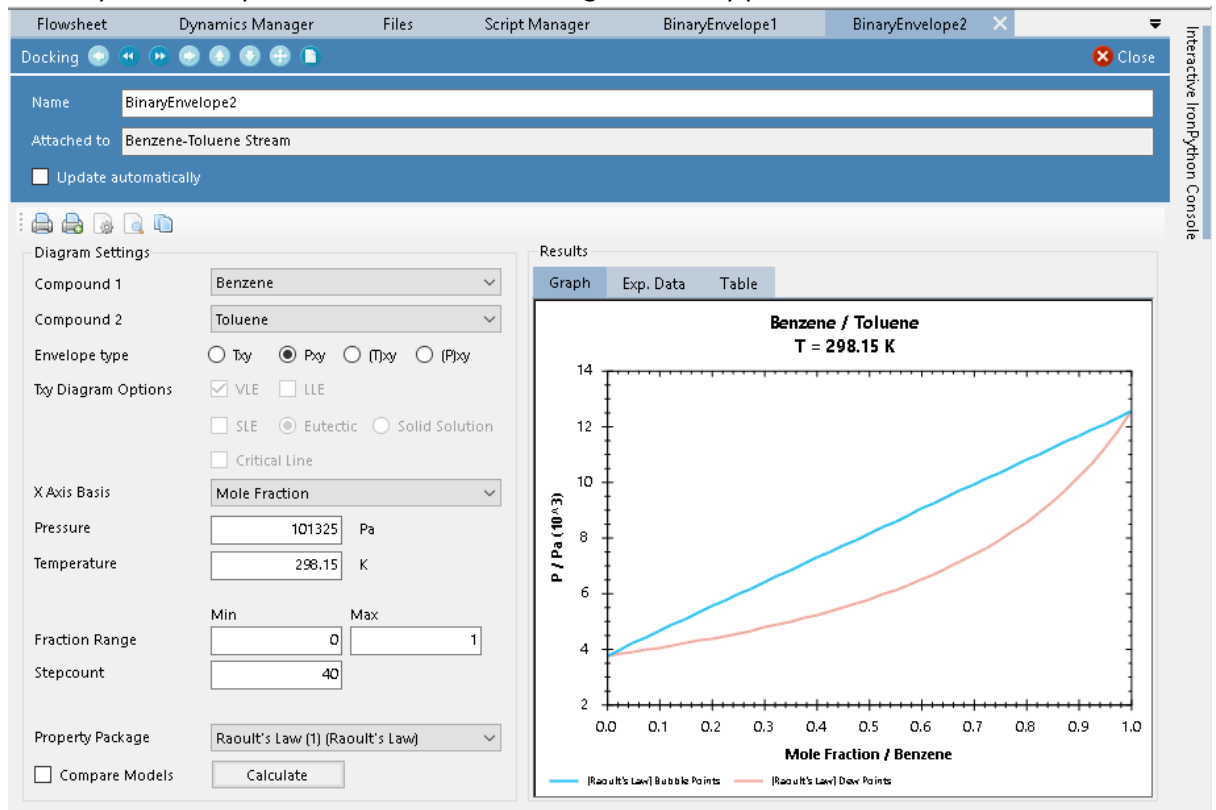 Flowsheet Dynamics Manager Files Script Manager BinaryEnvelope1 BinaryEnvelope2
Docking Close
Name BinaryEnvelope2
Attached to Benzene-Toluene Stream
Update automatically
Interactive IronPython Console
Diagram Settings
Compound 1 Benzene
Compound 2 Toluene
Envelope type Txy Pxy (T)xy (P)xy
Txy Diagram Options VLE LLE
SLE Eutectic Solid Solution
Critical Line
X Axis Basis Mole Fraction
Pressure 101325 Pa
Temperature 298.15 K
Min Max
Fraction Range 0 1
Stepcount 40
Property Package Raoult's Law (1) (Raoult's Law)
Compare Models Calculate
Results
Graph Exp. Data Table
Benzene / Toluene
T = 298.15 K
P / Pa (10^3)
14
12
10
8
6
4
2
0.0 0.1 0.2 0.3 0.4 0.5 0.6 0.7 0.8 0.9 1.0
Mole Fraction / Benzene
[Raoult's Law] Bubble Points [Raoult's Law] Dew Points